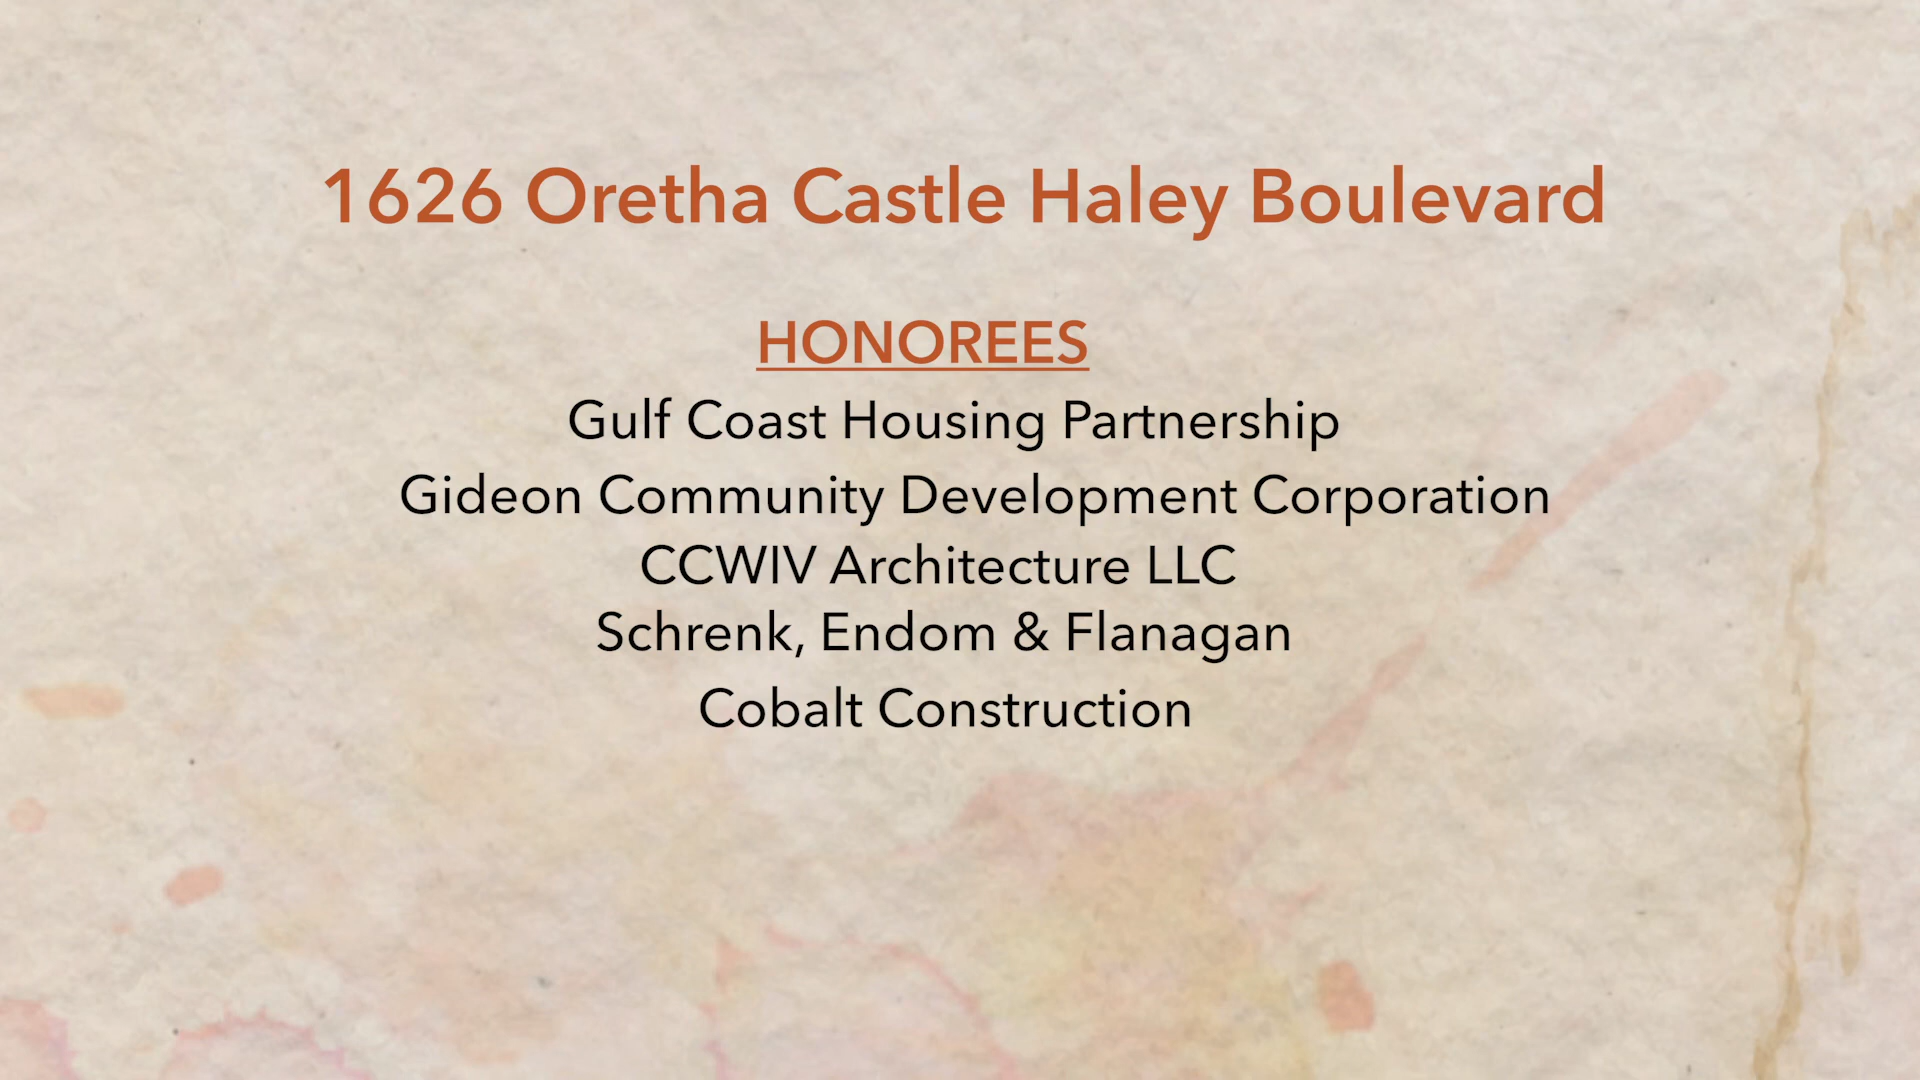 1626 Oretha Castle Haley Boulevard
HONOREES
Gulf Coast Housing Partnership
Gideon Community Development Corporation
CCWIV Architecture LLC
Schrenk, Endom & Flanagan
Cobalt Construction